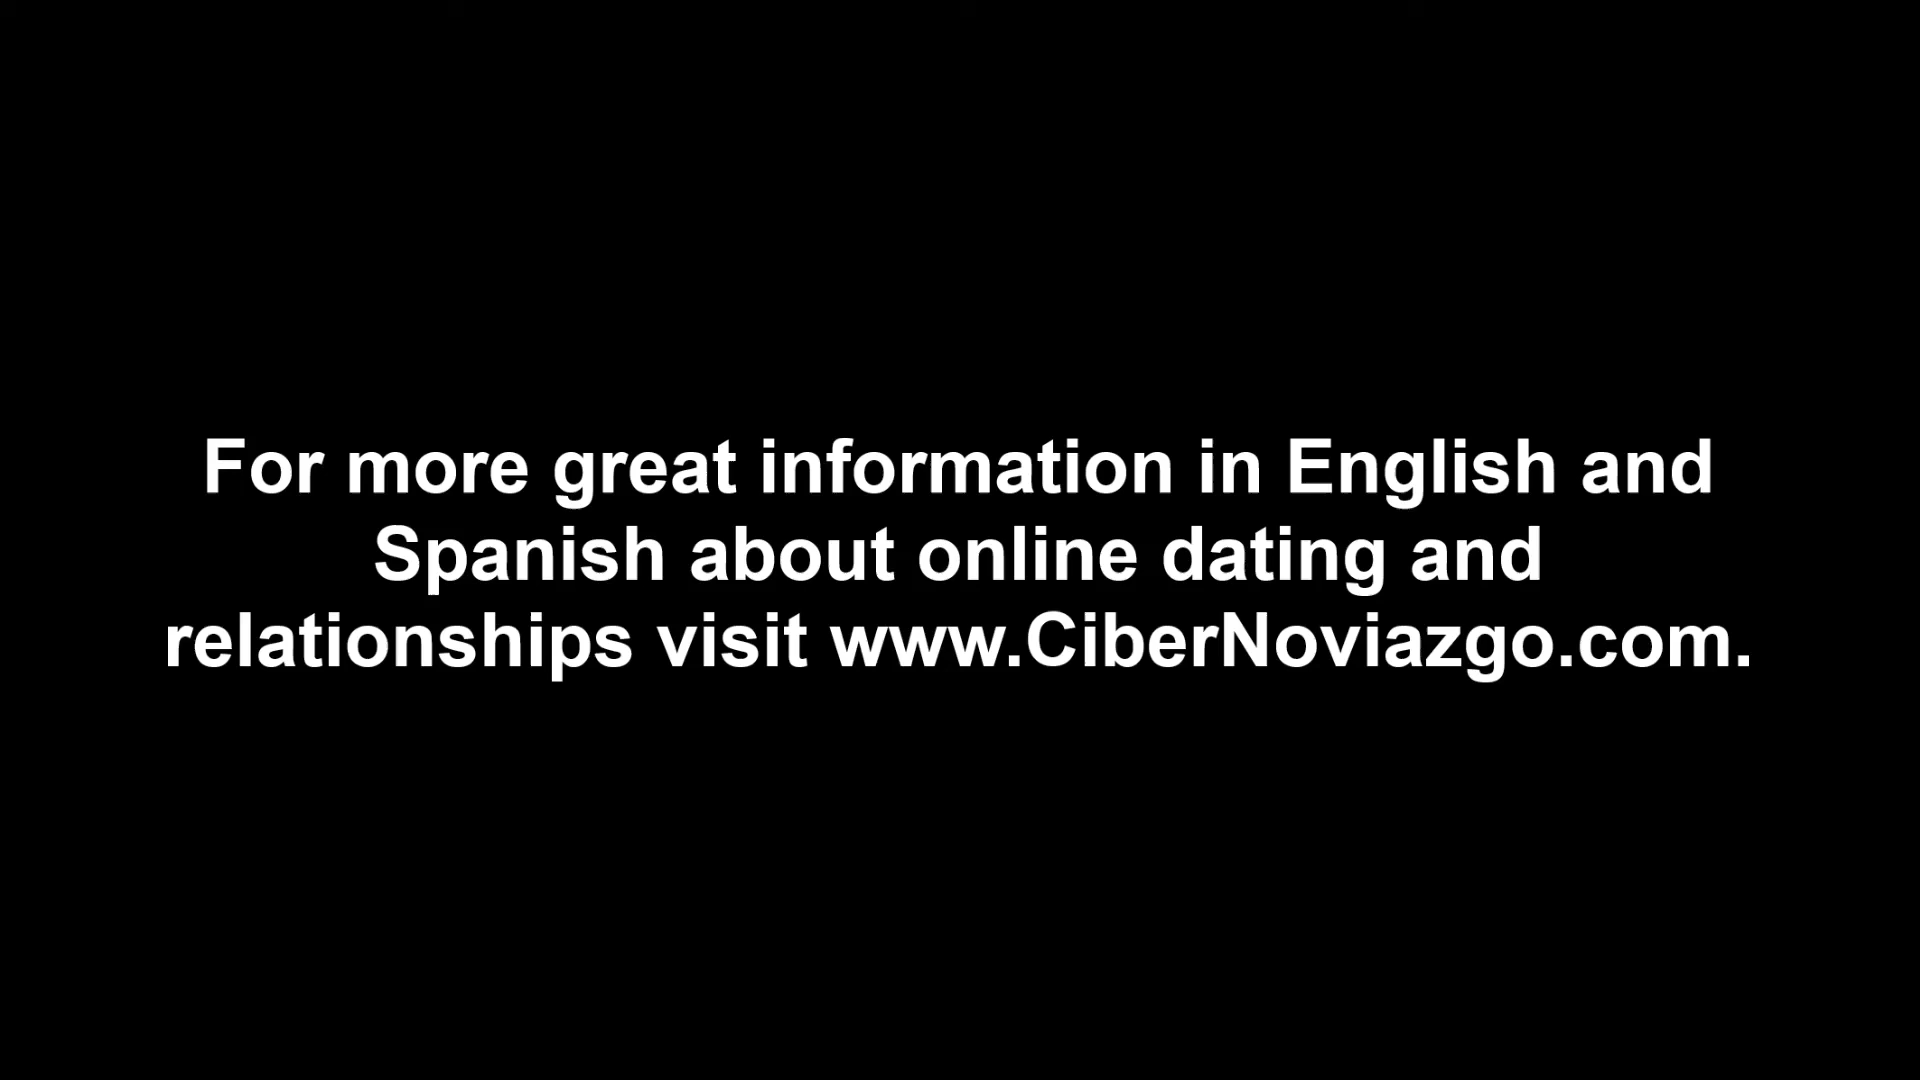 For more great information in English and
Spanish about online dating and
relationships visit www.CiberNoviazgo.com.